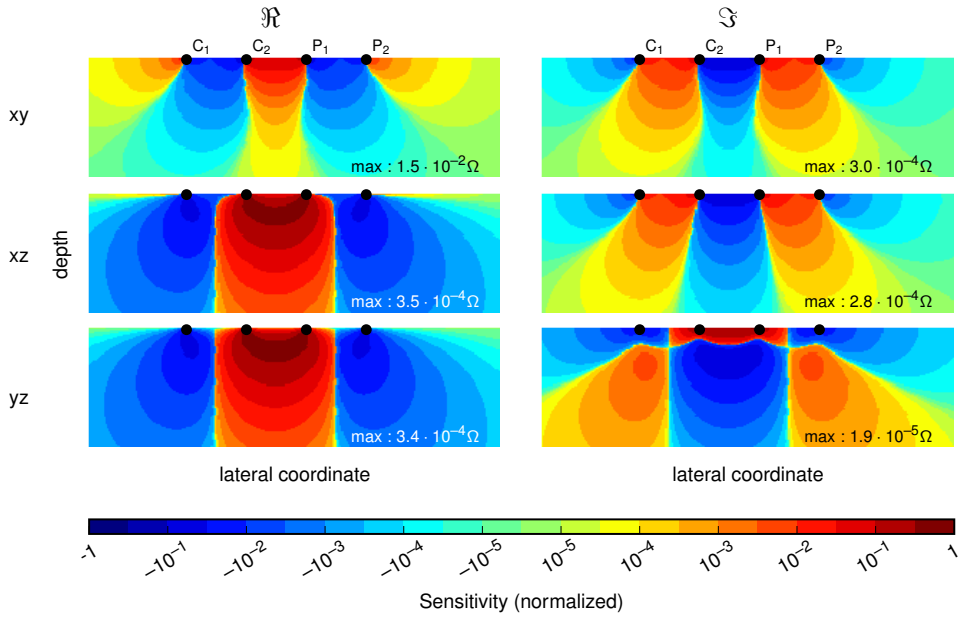 ℜ ℑ
C₁ C₂ P₁ P₂ C₁ C₂ P₁ P₂
xy
max : 1.5 · 10⁻²Ω max : 3.0 · 10⁻⁴Ω
xz
depth
max : 3.5 · 10⁻⁴Ω max : 2.8 · 10⁻⁴Ω
yz
max : 3.4 · 10⁻⁴Ω max : 1.9 · 10⁻⁵Ω
lateral coordinate lateral coordinate
-1 −10⁻¹ −10⁻² −10⁻³ −10⁻⁴ −10⁻⁵ 10⁻⁵ 10⁻⁴ 10⁻³ 10⁻² 10⁻¹ 1
Sensitivity (normalized)